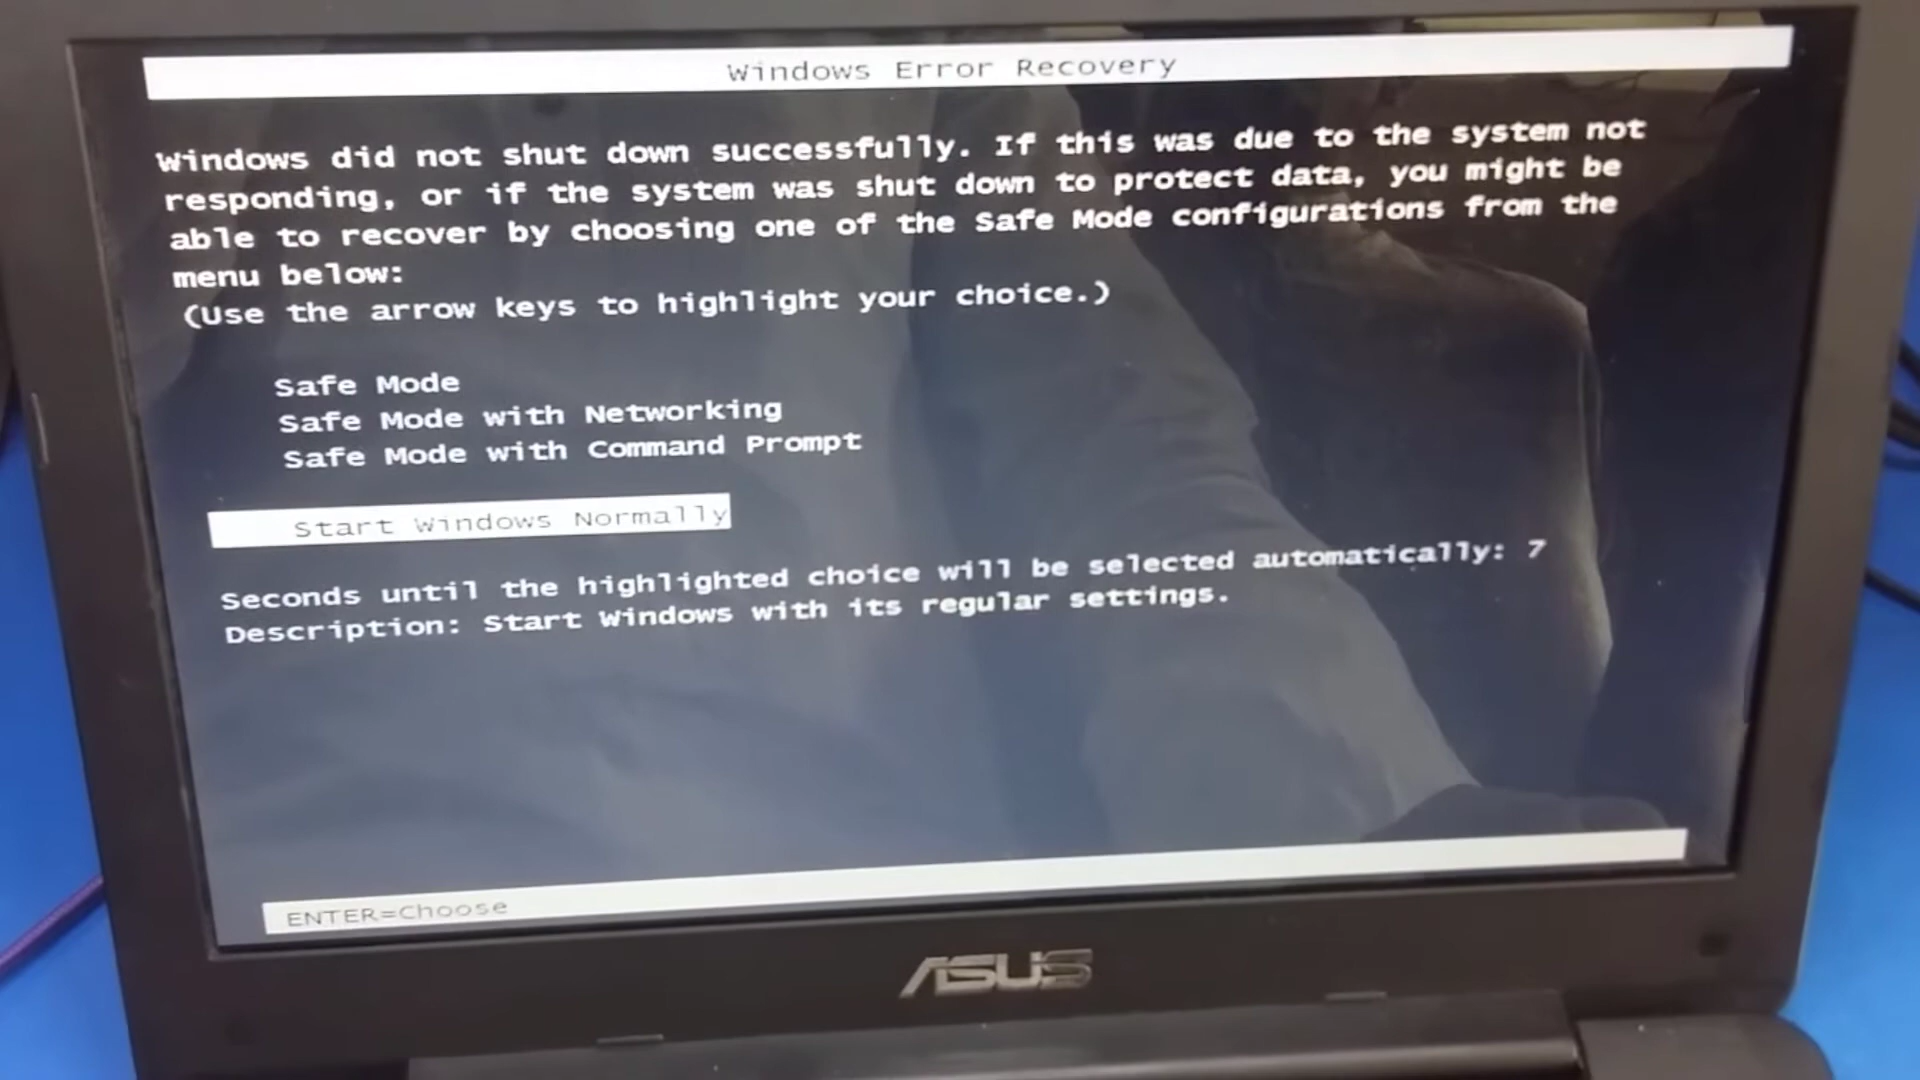 Windows Error Recovery
Windows did not shut down successfully. If this was due to the system not
responding, or if the system was shut down to protect data, you might be
able to recover by choosing one of the Safe Mode configurations from the
menu below:
(Use the arrow keys to highlight your choice.)
Safe Mode
Safe Mode with Networking
Safe Mode with Command Prompt
Start Windows Normally
Seconds until the highlighted choice will be selected automatically: 7
Description: Start Windows with its regular settings.
ENTER=Choose
ASUS